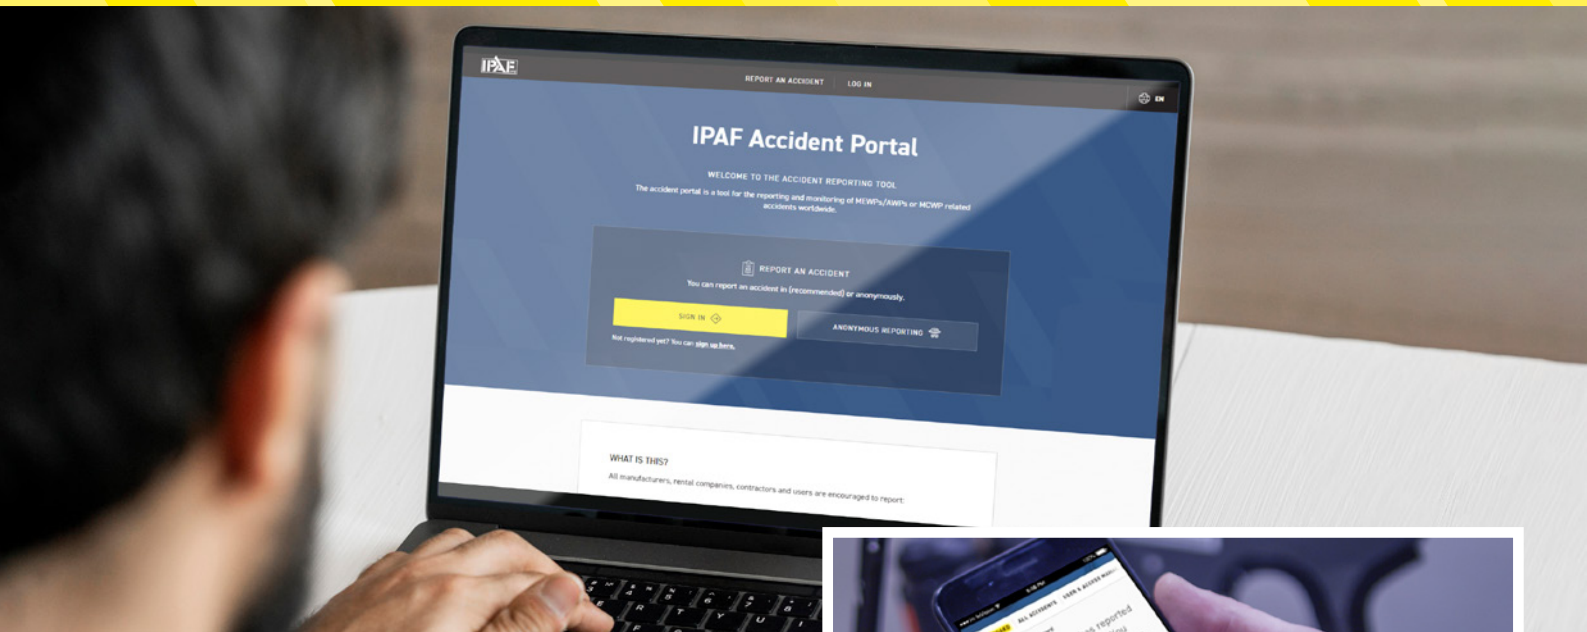 IPAF
REPORT AN ACCIDENT LOG IN
EN
IPAF Accident Portal
WELCOME TO THE ACCIDENT REPORTING TOOL
The accident portal is a tool for the reporting and monitoring of MEWPs/AWPs or MCWP related
accidents worldwide.
REPORT AN ACCIDENT
You can report an accident in (recommended) or anonymously.
SIGN IN
ANONYMOUS REPORTING
Not registered yet? You can sign up here.
WHAT IS THIS?
All manufacturers, rental companies, contractors and users are encouraged to report:
E R T Y U
ALL ACCIDENTS USER & ACCESS
reported